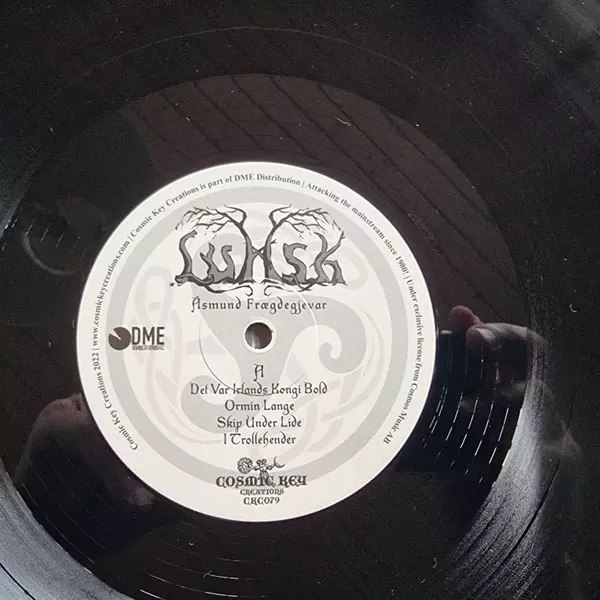 Cosmic Key Creations 2022 | www.cosmickeycreations.com | Cosmic Key Creations is part of DME Distribution | Attacking the mainstream since 1980! | Under exclusive license from Cosmos Music AB
Lumsk
Åsmund Frægdegjevar
DME
A
Det Var Irlands Kongi Bold
Ormin Lange
Skip Under Lide
I Trollehender
COSMIC KEY
CREATIONS
CKC079